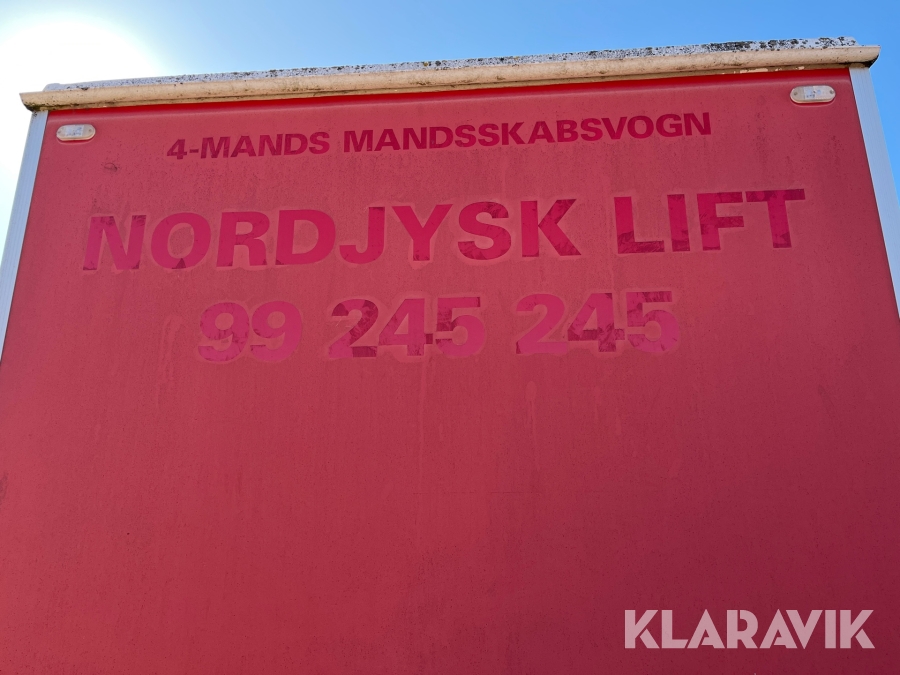 4-MANDS MANDSSKABSVOGN
NORDJYSK LIFT
99 245 245
KLARAVIK